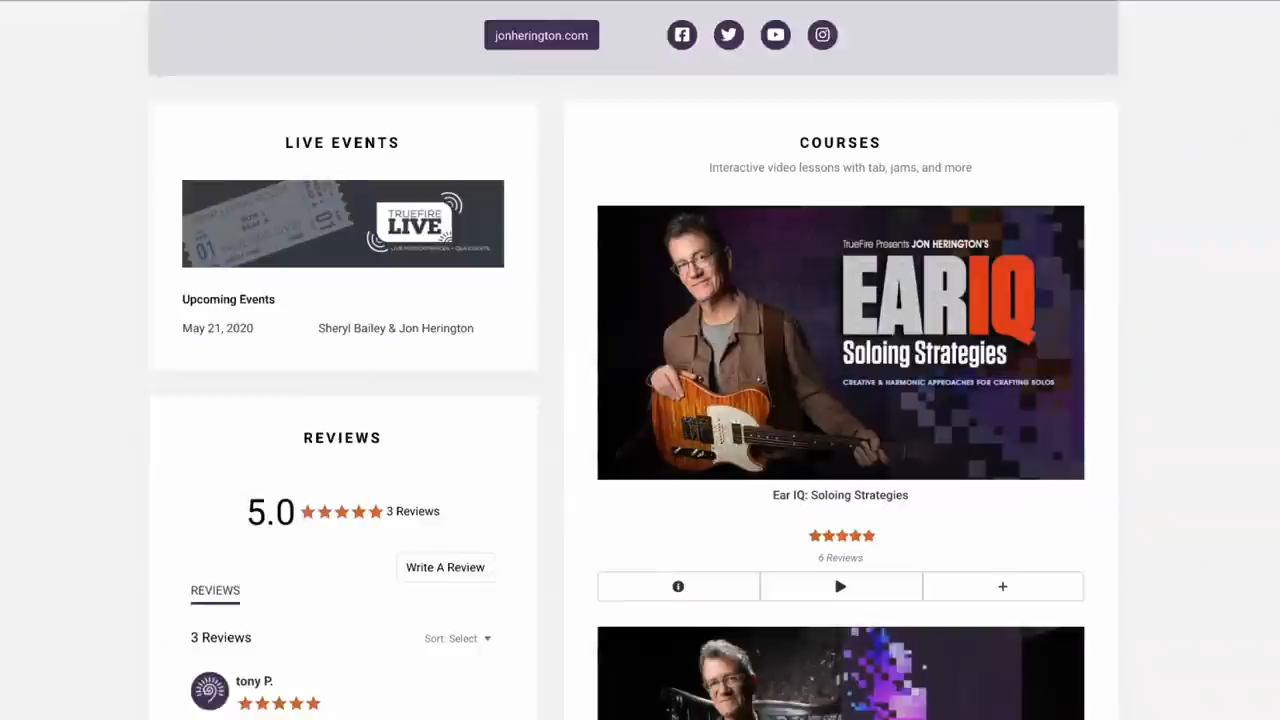 jonherington.com
LIVE EVENTS
TRUEFIRE
LIVE
01
Upcoming Events
May 21, 2020 Sheryl Bailey & Jon Herington
REVIEWS
5.0 3 Reviews
Write A Review
REVIEWS
3 Reviews Sort: Select
tony P.
COURSES
Interactive video lessons with tab, jams, and more
TrueFire Presents JON HERINGTON'S
EARIQ
Soloing Strategies
CREATIVE & HARMONIC APPROACHES FOR CRAFTING SOLOS
Ear IQ: Soloing Strategies
6 Reviews